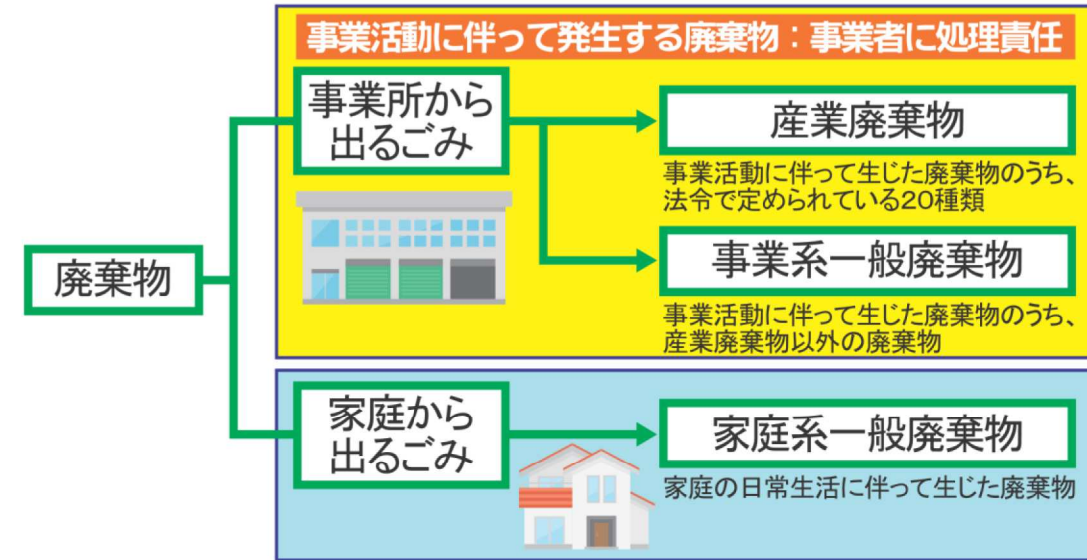 事業活動に伴って発生する廃棄物：事業者に処理責任
廃棄物
事業所から
出るごみ
産業廃棄物
事業活動に伴って生じた廃棄物のうち、
法令で定められている20種類
事業系一般廃棄物
事業活動に伴って生じた廃棄物のうち、
産業廃棄物以外の廃棄物
家庭から
出るごみ
家庭系一般廃棄物
家庭の日常生活に伴って生じた廃棄物